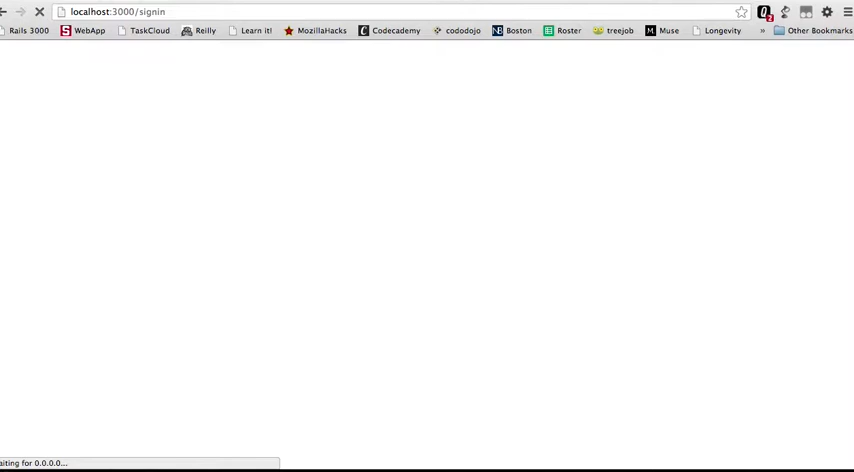 localhost:3000/signin
Rails 3000 WebApp TaskCloud Reilly Learn it! MozillaHacks Codecademy cododojo NB Boston Roster treejob M Muse Longevity » Other Bookmarks
aiting for 0.0.0.0...